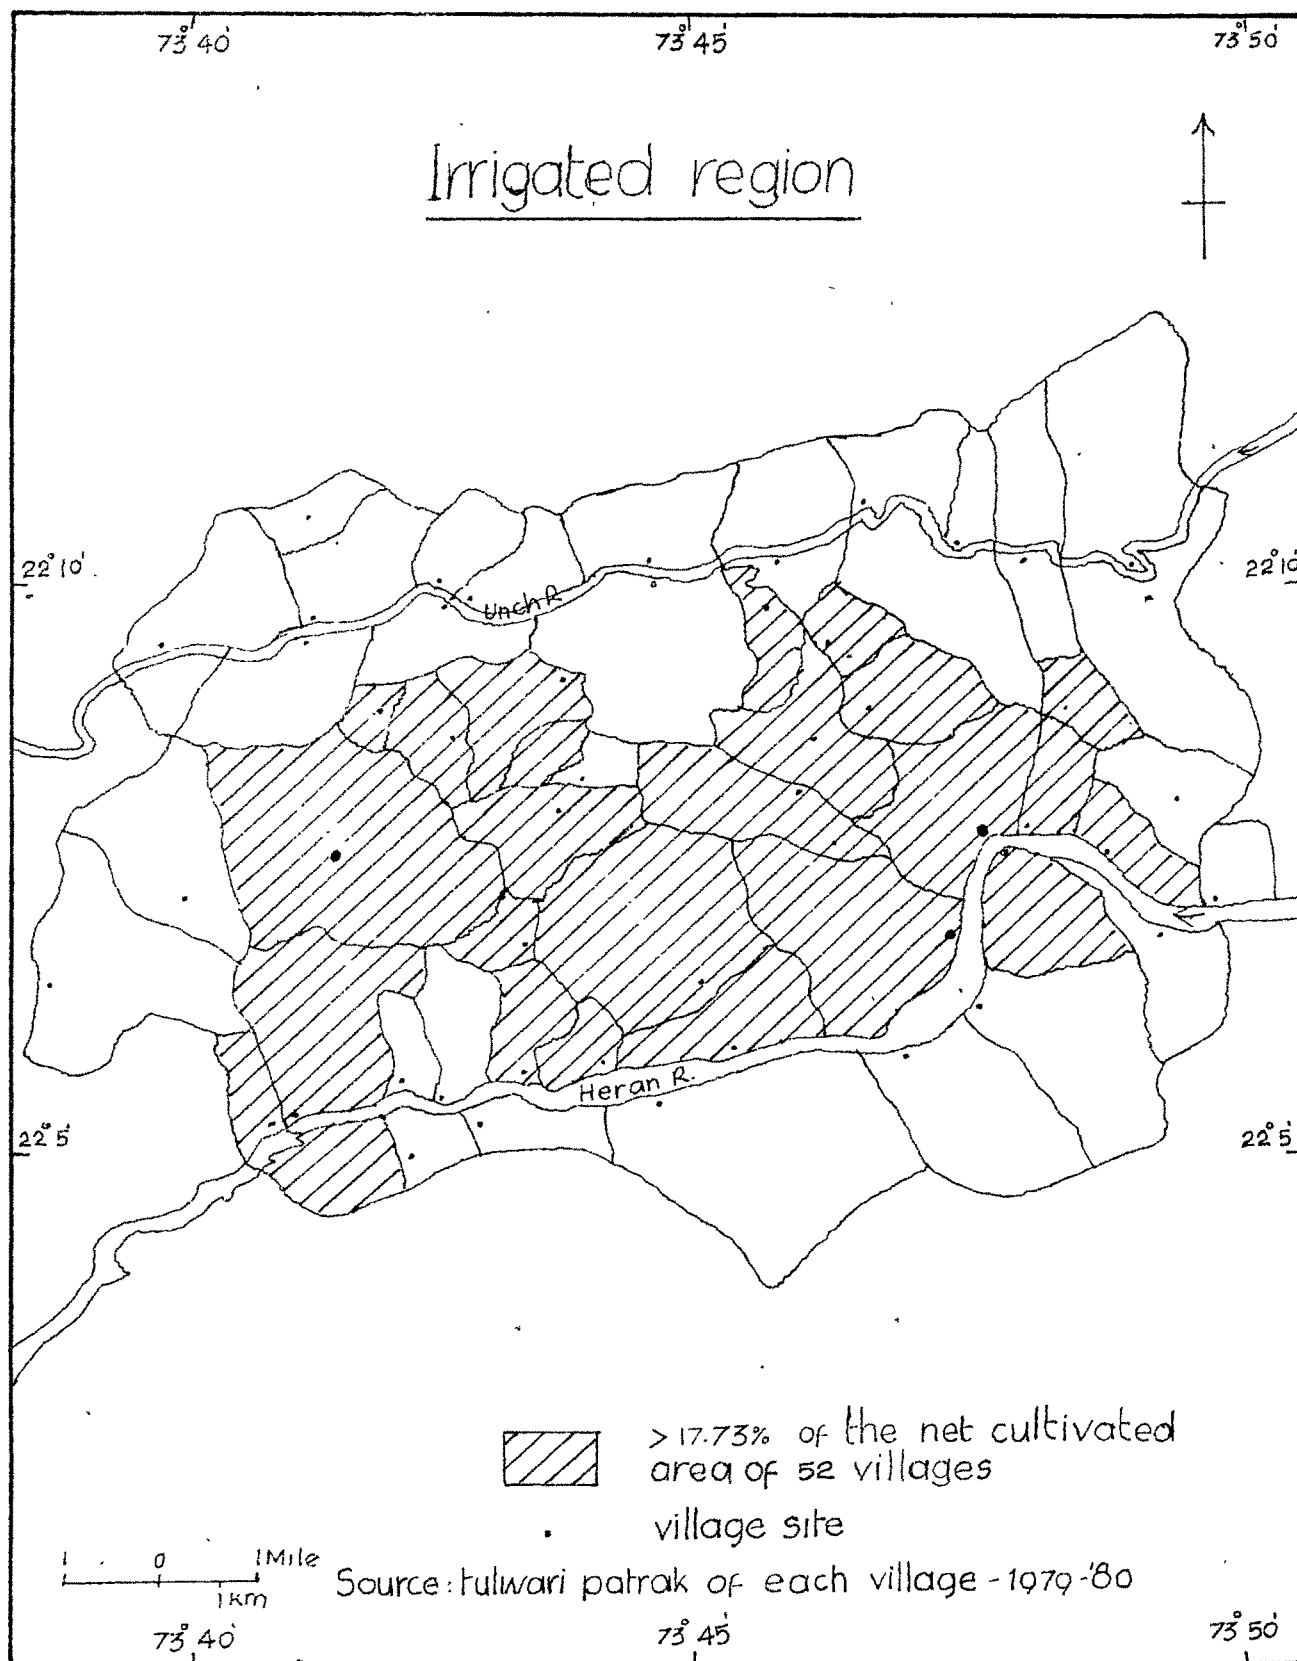 73°40' 73°45' 73°50'
Irrigated region
22°10' 22°10'
Unch R
Heran R.
22°5' 22°5'
> 17.73% of the net cultivated
area of 52 villages
village site
1 0 1 Mile
1 km
Source: tulwari patrak of each village - 1979-'80
73°40' 73°45' 73°50'